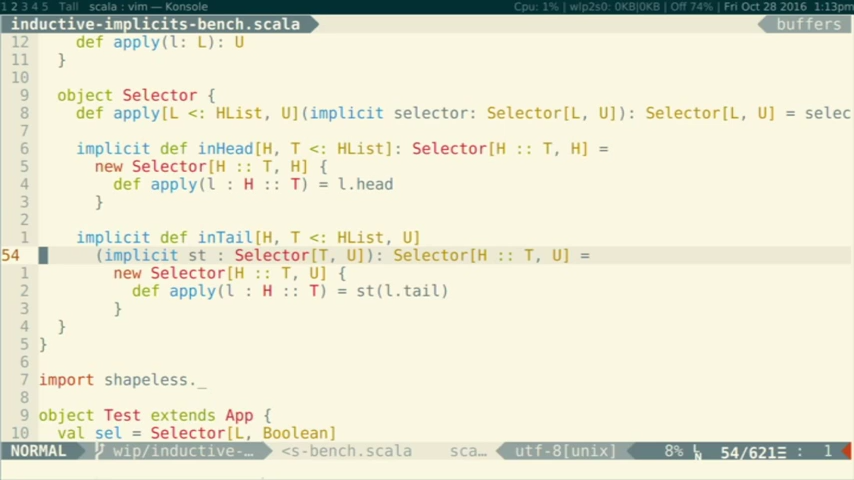 1 2 3 4 5 Tall scala : vim — Konsole Cpu: 1% | wlp2s0: 0KB|0KB | Off 74% | Fri Oct 28 2016 1:13pm
inductive-implicits-bench.scala buffers
12 def apply(l: L): U
11 }
10
9 object Selector {
8 def apply[L <: HList, U](implicit selector: Selector[L, U]): Selector[L, U] = selec
7
6 implicit def inHead[H, T <: HList]: Selector[H :: T, H] =
5 new Selector[H :: T, H] {
4 def apply(l : H :: T) = l.head
3 }
2
1 implicit def inTail[H, T <: HList, U]
54 (implicit st : Selector[T, U]): Selector[H :: T, U] =
1 new Selector[H :: T, U] {
2 def apply(l : H :: T) = st(l.tail)
3 }
4 }
5 }
6
7 import shapeless._
8
9 object Test extends App {
10 val sel = Selector[L, Boolean]
NORMAL wip/inductive-… <s-bench.scala sca… utf-8[unix] 8% 54/621☰ : 1